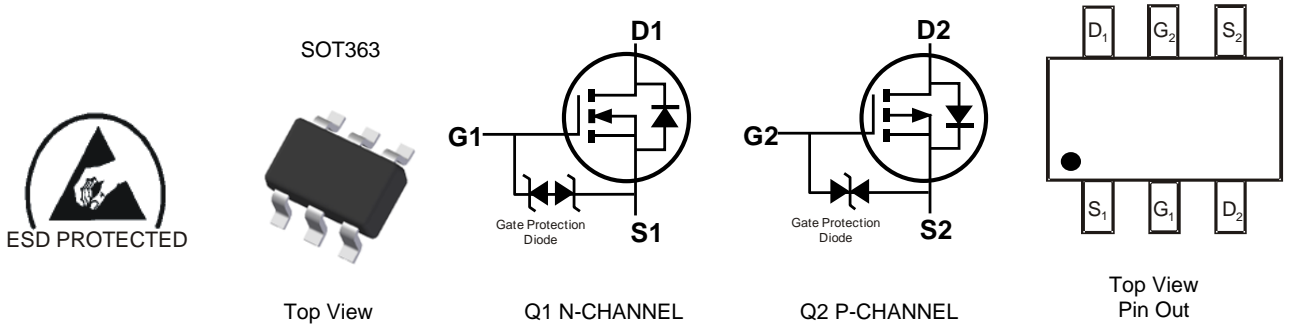 SOT363
ESD PROTECTED
Top View
D1
G1
Gate Protection
Diode
S1
Q1 N-CHANNEL
D2
G2
Gate Protection
Diode
S2
Q2 P-CHANNEL
D₁ G₂ S₂
S₁ G₁ D₂
Top View
Pin Out